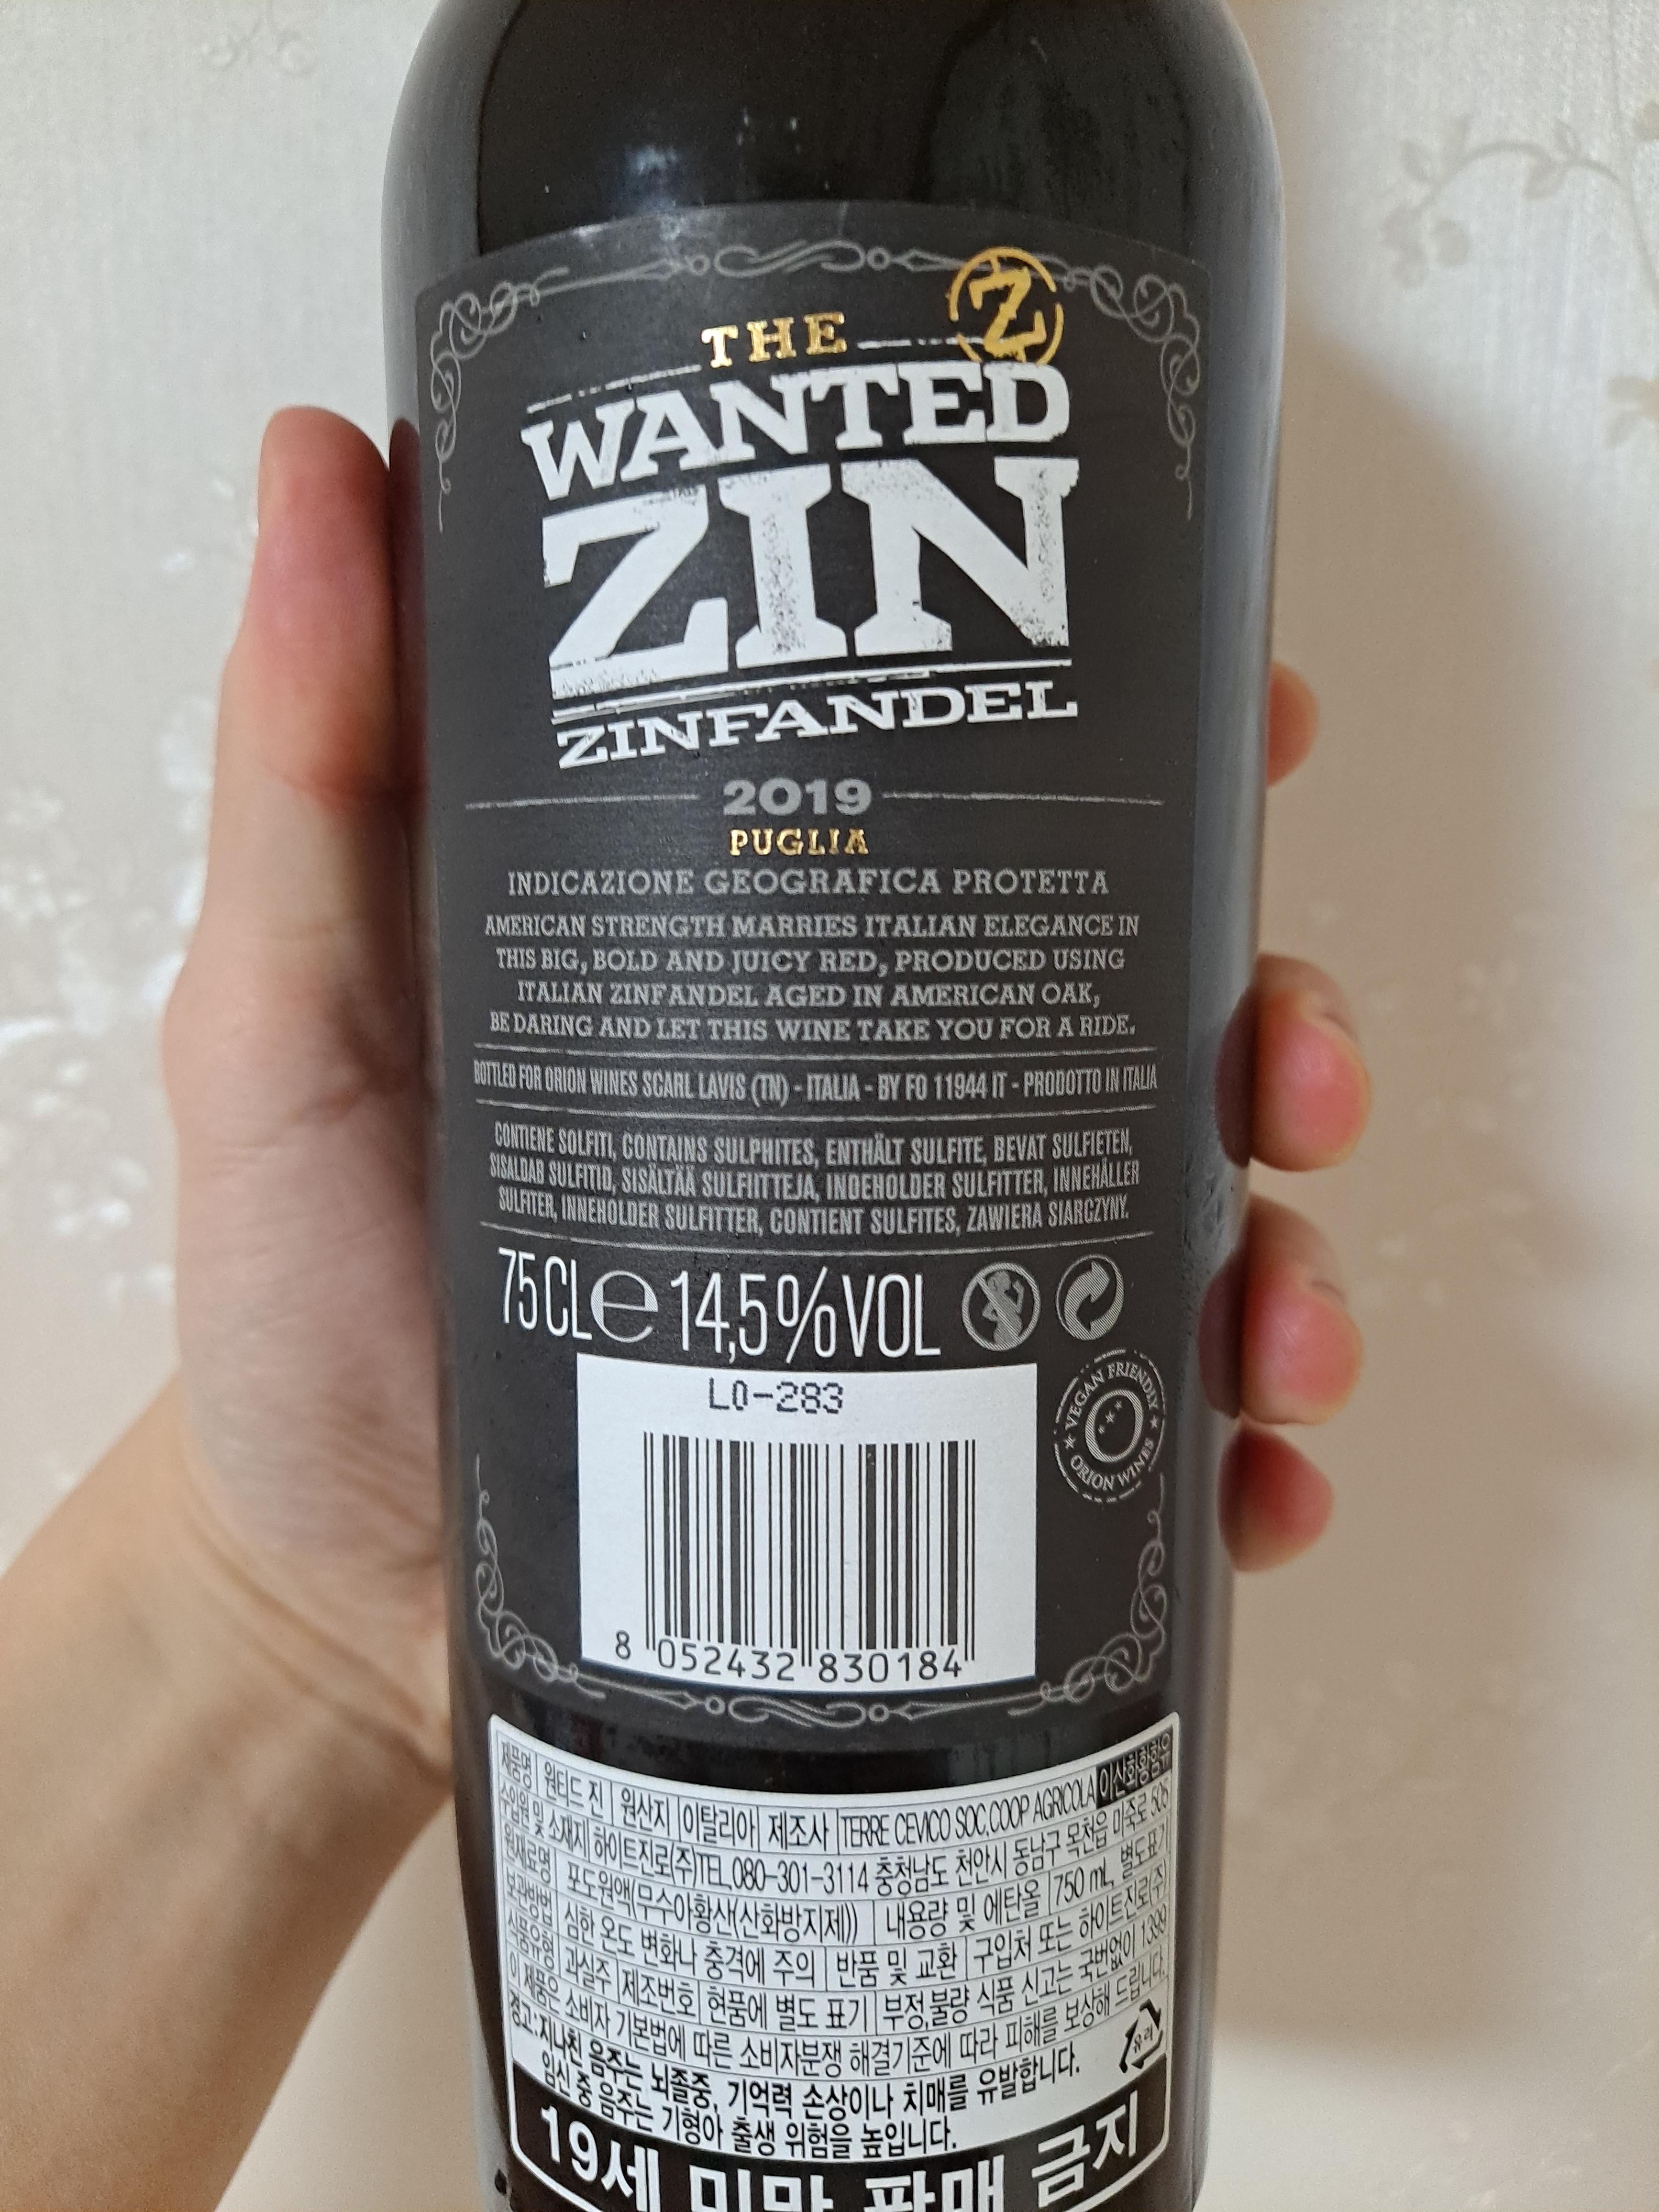 Z
THE
WANTED
ZIN
ZINFANDEL
2019
PUGLIA
INDICAZIONE GEOGRAFICA PROTETTA
AMERICAN STRENGTH MARRIES ITALIAN ELEGANCE IN
THIS BIG, BOLD AND JUICY RED, PRODUCED USING
ITALIAN ZINFANDEL AGED IN AMERICAN OAK,
BE DARING AND LET THIS WINE TAKE YOU FOR A RIDE.
BOTTLED FOR ORION WINES SCARL LAVIS (TN) - ITALIA - BY FO 11944 IT - PRODOTTO IN ITALIA
CONTIENE SOLFITI, CONTAINS SULPHITES, ENTHÄLT SULFITE, BEVAT SULFIETEN,
SISALDAB SULFITID, SISÄLTÄÄ SULFIITTEJA, INDEHOLDER SULFITTER, INNEHÅLLER
SULFITER, INNEHOLDER SULFITTER, CONTIENT SULFITES, ZAWIERA SIARCZYNY.
75 CL e 14,5% VOL
L0-283
VEGAN FRIENDLY
O
ORION WINES
8 052432 830184
제품명 원티드 진 원산지 이탈리아 제조사 TERRE CEVICO SOC.COOP AGRICOLA 이산화황함유
수입원 및 소재지 하이트진로(주) TEL.080-301-3114 충청남도 천안시 동남구 목천읍 미죽로 505
원재료명 포도원액(무수아황산(산화방지제)) 내용량 및 에탄올 750 mL, 별도표기
보관방법 심한 온도 변화나 충격에 주의 반품 및 교환 구입처 또는 하이트진로(주)
식품유형 과실주 제조번호 현품에 별도 표기 부정,불량 식품 신고는 국번없이 1399
이 제품은 소비자 기본법에 따른 소비자분쟁 해결기준에 따라 피해를 보상해 드립니다.
경고:지나친 음주는 뇌졸중, 기억력 손상이나 치매를 유발합니다.
임신 중 음주는 기형아 출생 위험을 높입니다.
유리
19세 미만 판매 금지